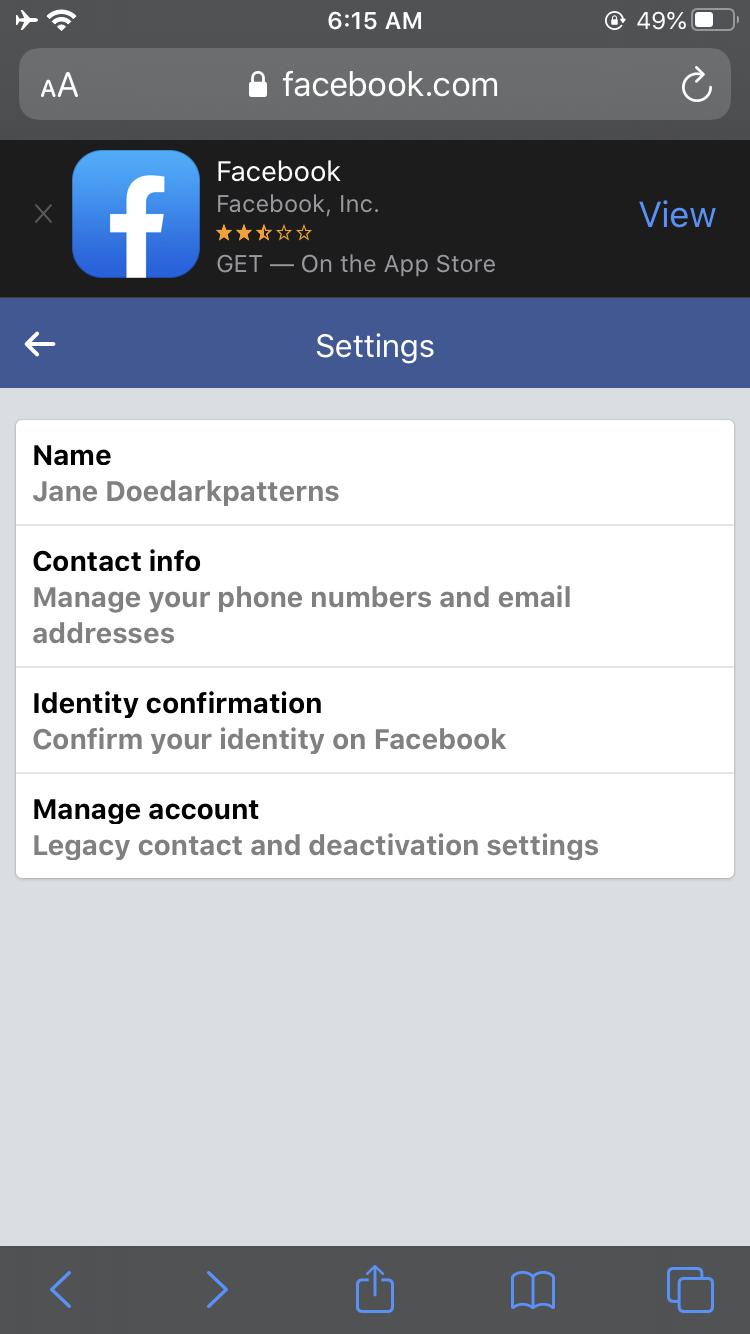 6:15 AM
49%
AA
facebook.com
Facebook
Facebook, Inc.
GET — On the App Store
View
Settings
Name
Jane Doedarkpatterns
Contact info
Manage your phone numbers and email
addresses
Identity confirmation
Confirm your identity on Facebook
Manage account
Legacy contact and deactivation settings